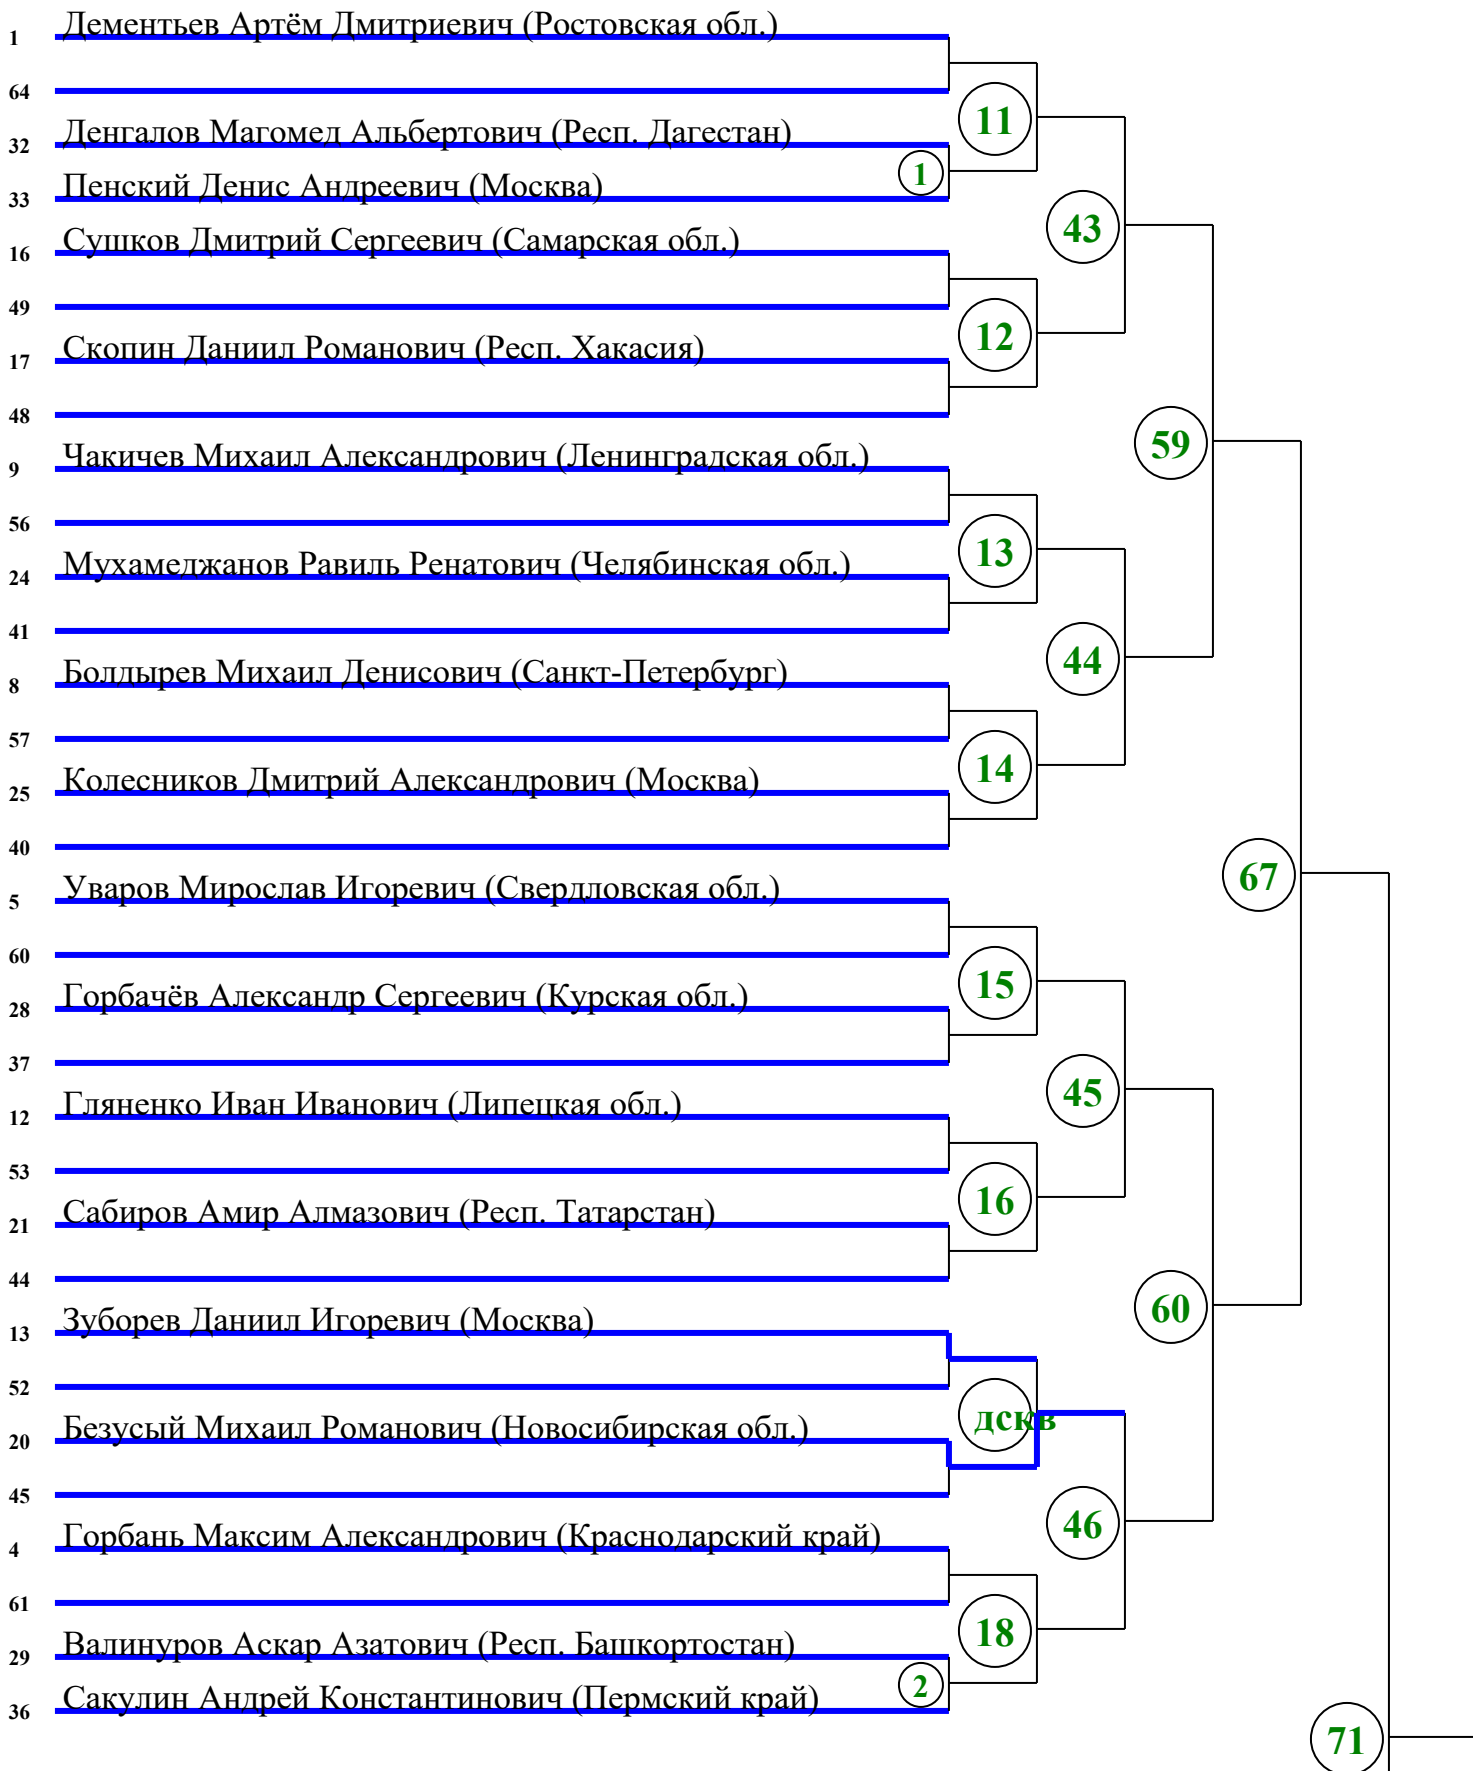 1 Дементьев Артём Дмитриевич (Ростовская обл.)
64
11
32 Денгалов Магомед Альбертович (Респ. Дагестан)
1
33 Пенский Денис Андреевич (Москва)
43
16 Сушков Дмитрий Сергеевич (Самарская обл.)
49
12
17 Скопин Даниил Романович (Респ. Хакасия)
48
59
9 Чакичев Михаил Александрович (Ленинградская обл.)
56
13
24 Мухамеджанов Равиль Ренатович (Челябинская обл.)
41
44
8 Болдырев Михаил Денисович (Санкт-Петербург)
57
14
25 Колесников Дмитрий Александрович (Москва)
40
67
5 Уваров Мирослав Игоревич (Свердловская обл.)
60
15
28 Горбачёв Александр Сергеевич (Курская обл.)
37
45
12 Гляненко Иван Иванович (Липецкая обл.)
53
16
21 Сабиров Амир Алмазович (Респ. Татарстан)
44
60
13 Зуборев Даниил Игоревич (Москва)
52
дскв
20 Безусый Михаил Романович (Новосибирская обл.)
45
46
4 Горбань Максим Александрович (Краснодарский край)
61
18
29 Валинуров Аскар Азатович (Респ. Башкортостан)
2
36 Сакулин Андрей Константинович (Пермский край)
71